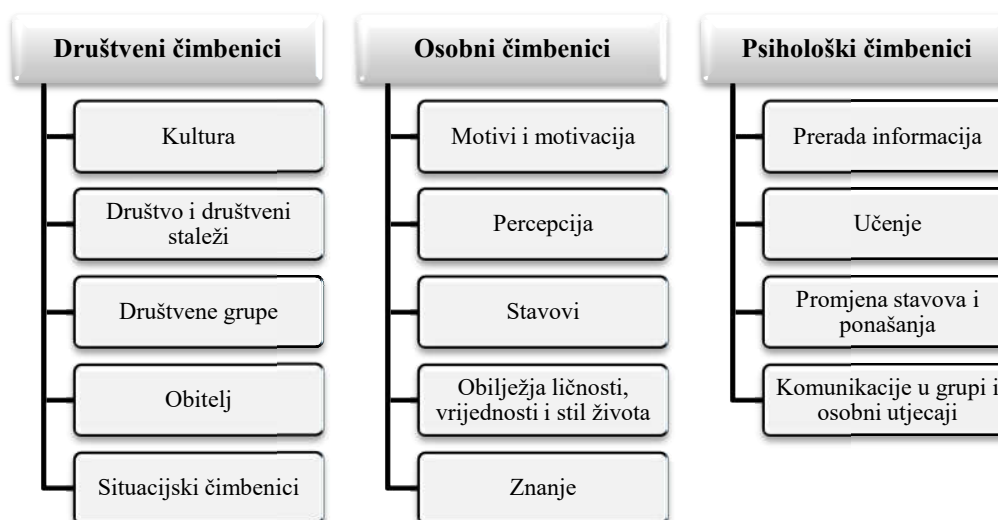 Društveni čimbenici
Kultura
Društvo i društveni
staleži
Društvene grupe
Obitelj
Situacijski čimbenici
Osobni čimbenici
Motivi i motivacija
Percepcija
Stavovi
Obilježja ličnosti,
vrijednosti i stil života
Znanje
Psihološki čimbenici
Prerada informacija
Učenje
Promjena stavova i
ponašanja
Komunikacije u grupi i
osobni utjecaji